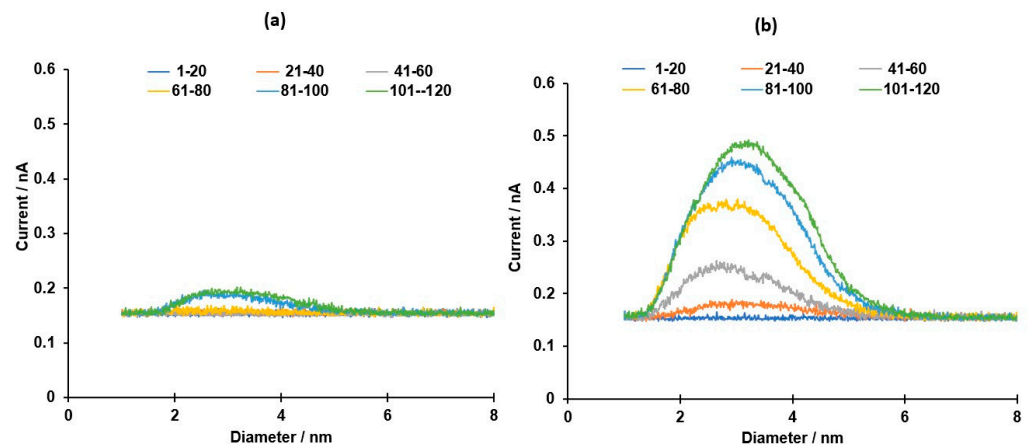 (a)
1-20 21-40 41-60
61-80 81-100 101--120
0.6
0.5
0.4
0.3
0.2
0.1
0
Current / nA
0 2 4 6 8
Diameter / nm
(b)
1-20 21-40 41-60
61-80 81-100 101-120
0.6
0.5
0.4
0.3
0.2
0.1
0
Current / nA
0 2 4 6 8
Diameter / nm